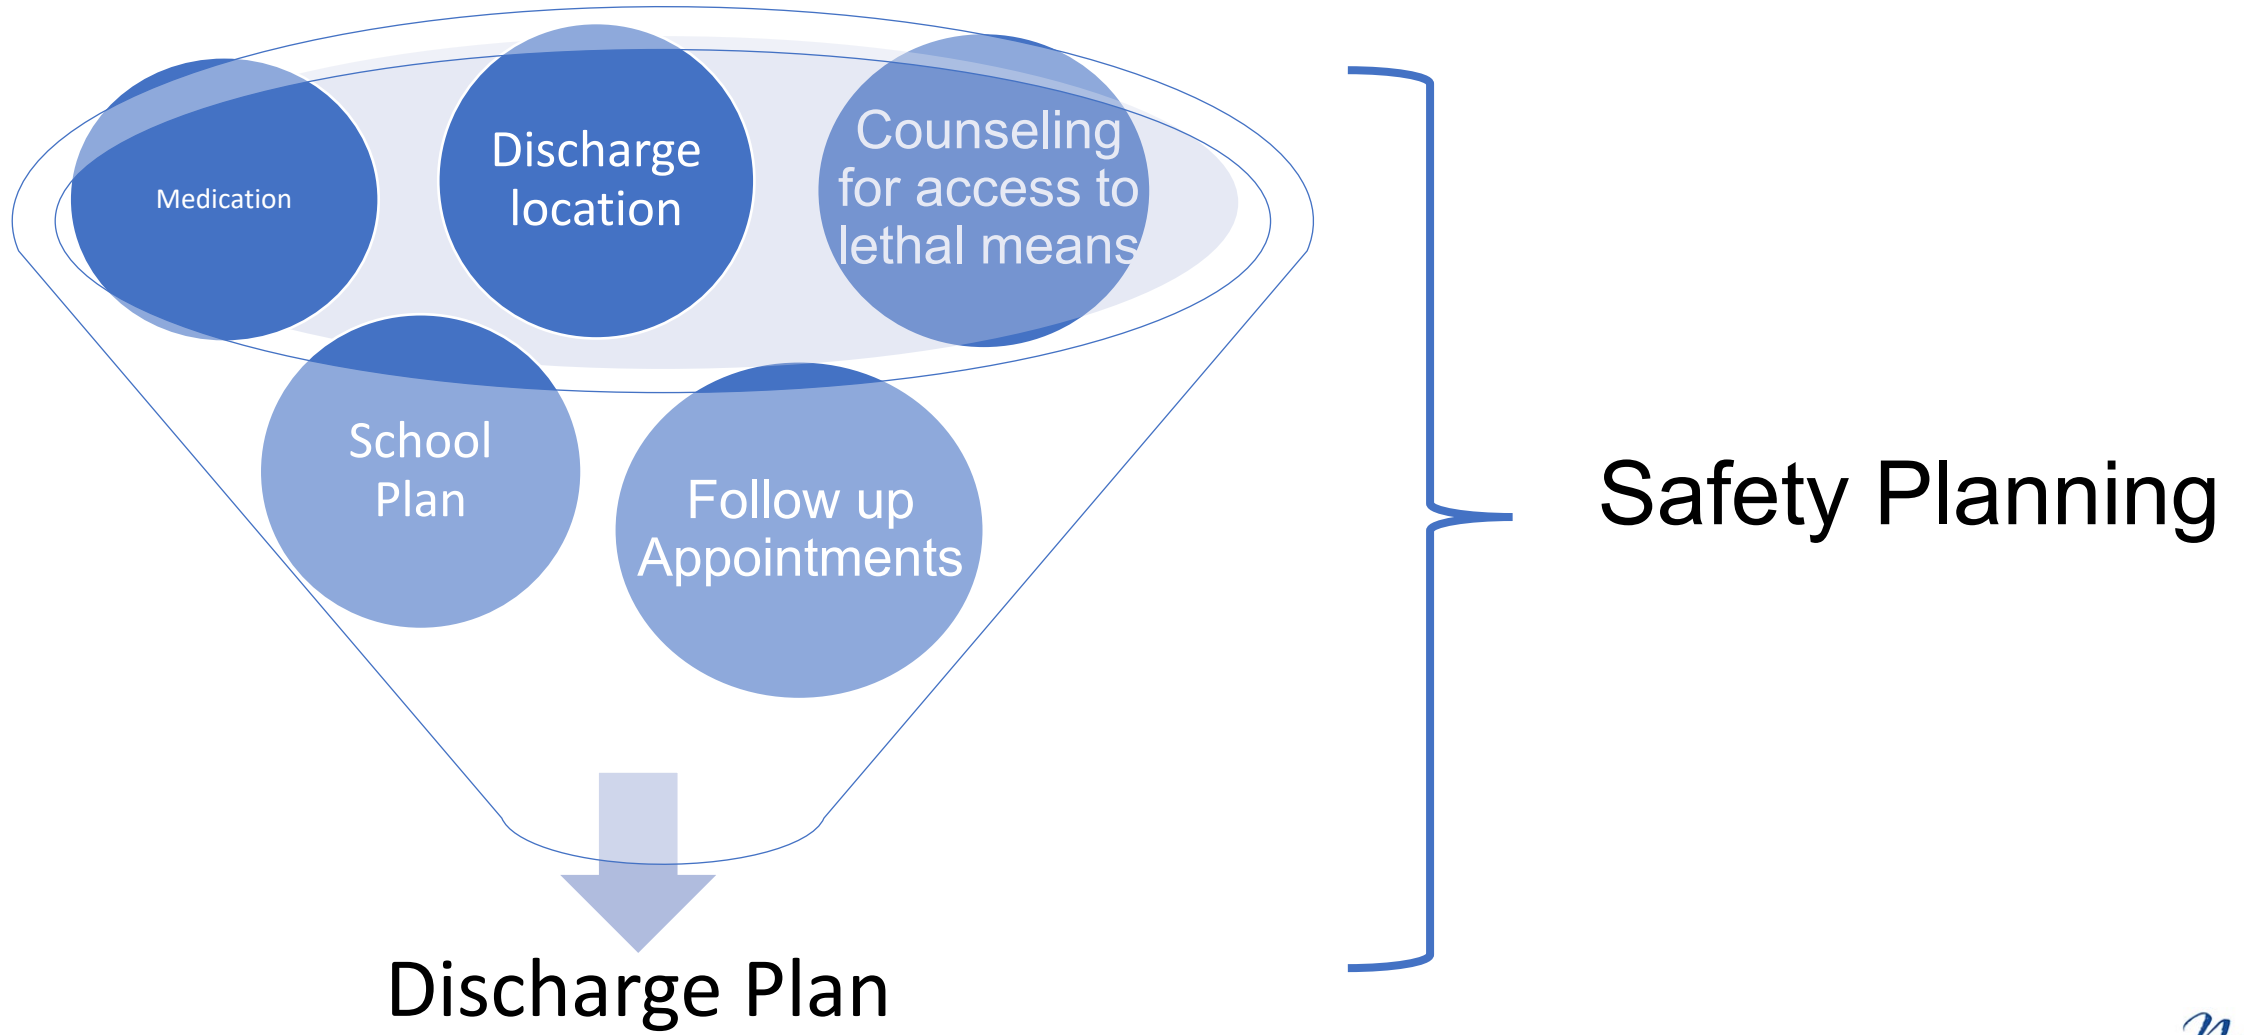 Medication
Discharge
location
Counseling
for access to
lethal means
School
Plan
Follow up
Appointments
Safety Planning
Discharge Plan